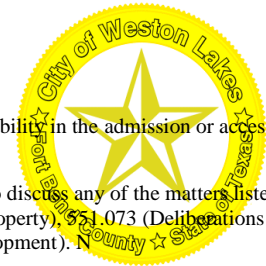 City of Weston Lakes
bility in the admission or acces
o discuss any of the matters liste
operty), 551.073 (Deliberations
opment). N
Fort Bend County ☆ State of Texas